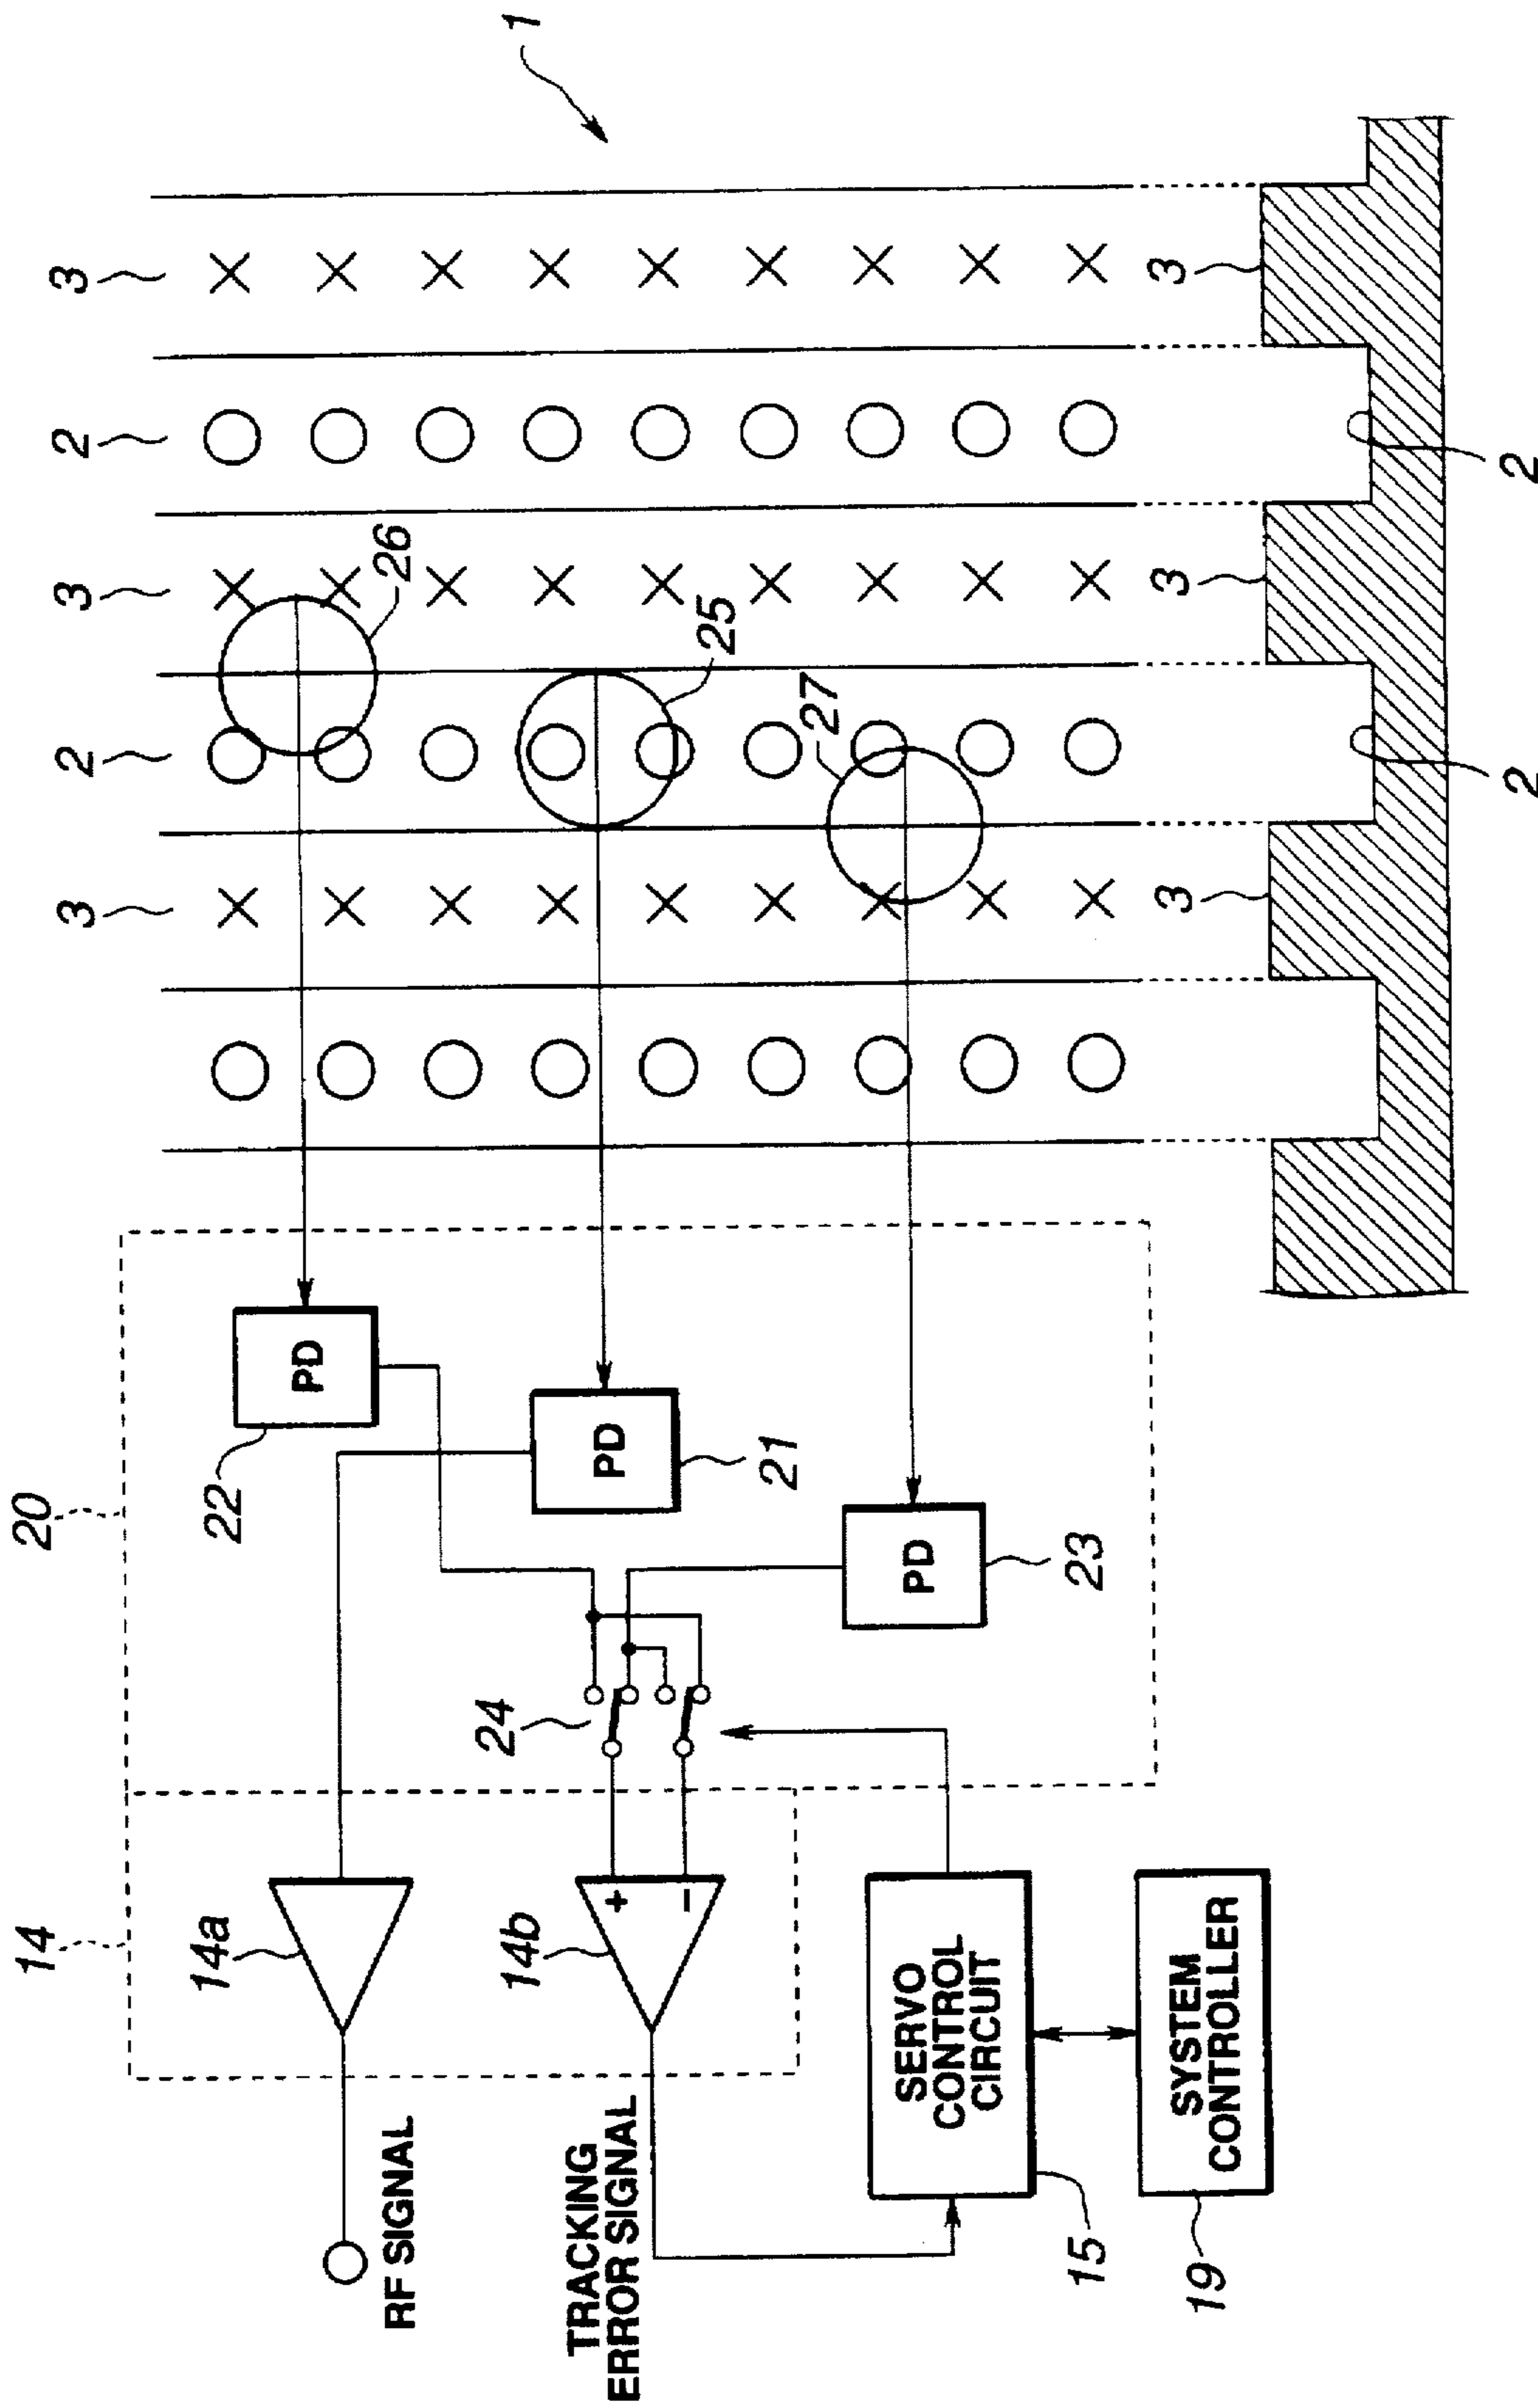 1
3
2
3
2
3
26
25
27
3
2
3
2
3
20
22
PD
PD
21
PD
23
24
14
14a
14b
+
−
RF SIGNAL
TRACKING
ERROR SIGNAL
SERVO
CONTROL
CIRCUIT
15
SYSTEM
CONTROLLER
19